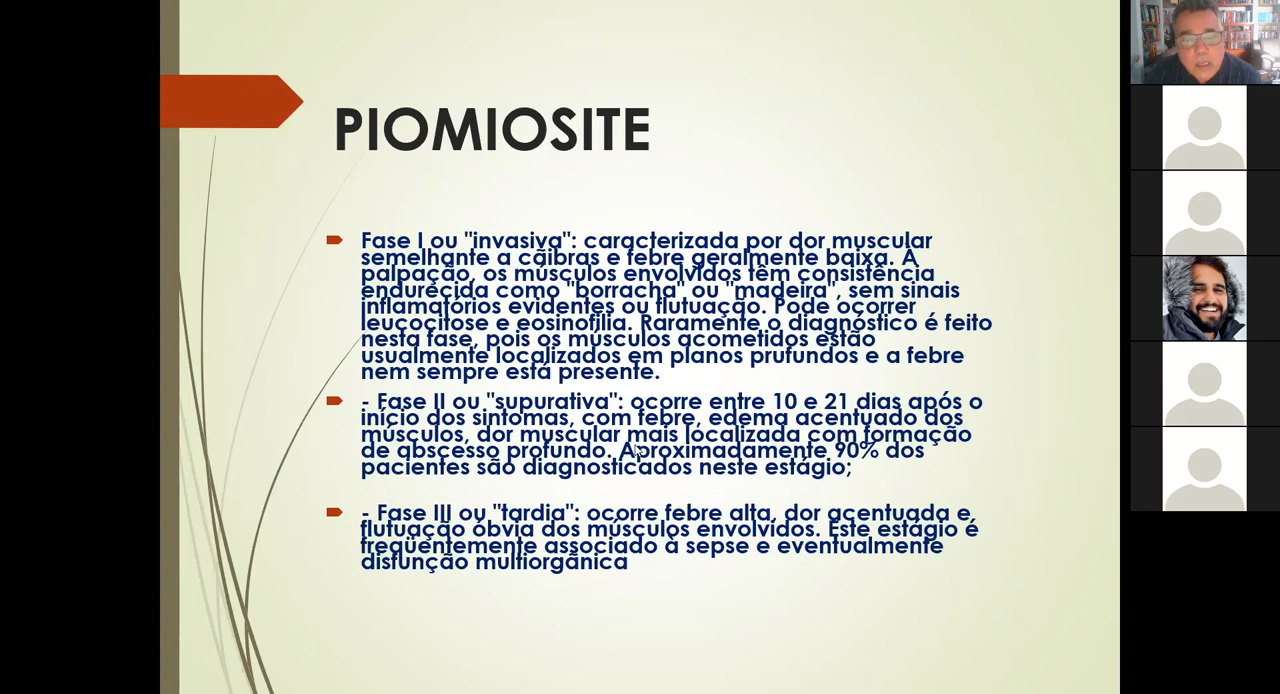 PIOMIOSITE
Fase I ou "invasiva": caracterizada por dor muscular
semelhante a cãibras e febre geralmente baixa. À
palpação, os músculos envolvidos têm consistência
endurecida como "borracha" ou "madeira", sem sinais
inflamatórios evidentes ou flutuação. Pode ocorrer
leucocitose e eosinofilia. Raramente o diagnóstico é feito
nesta fase, pois os músculos acometidos estão
usualmente localizados em planos profundos e a febre
nem sempre está presente.
- Fase II ou "supurativa": ocorre entre 10 e 21 dias após o
início dos sintomas, com febre, edema acentuado dos
músculos, dor muscular mais localizada com formação
de abscesso profundo. Aproximadamente 90% dos
pacientes são diagnosticados neste estágio;
- Fase III ou "tardia": ocorre febre alta, dor acentuada e
flutuação óbvia dos músculos envolvidos. Este estágio é
freqüentemente associado à sepse e eventualmente
disfunção multiorgânica